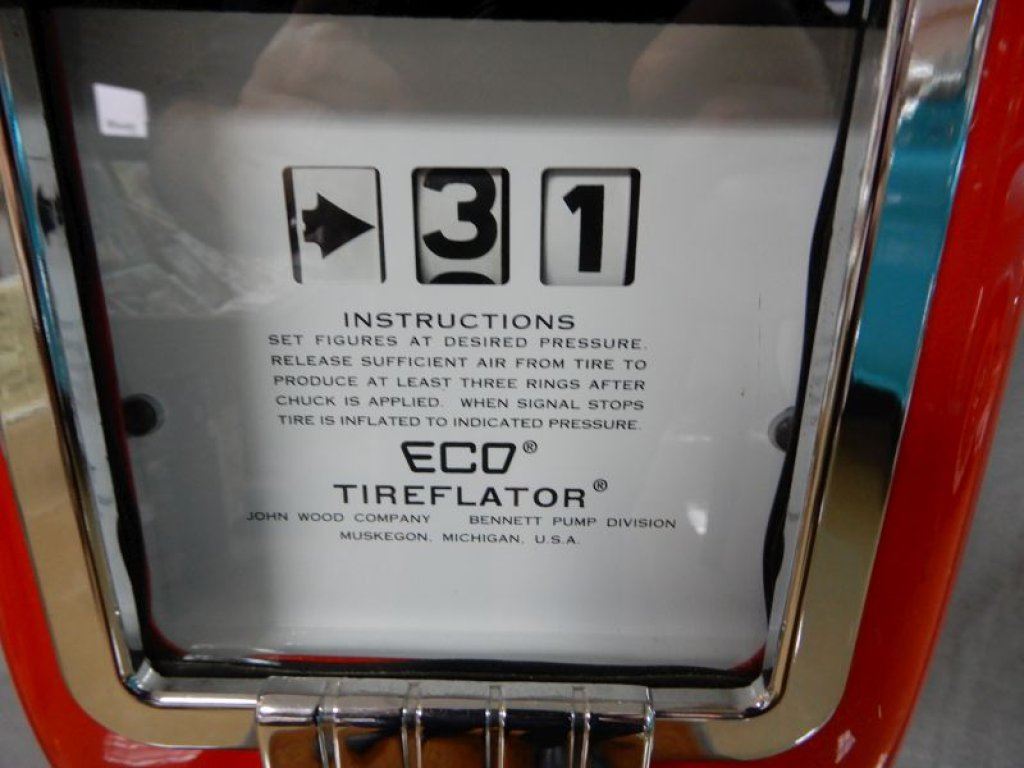 31
INSTRUCTIONS
SET FIGURES AT DESIRED PRESSURE.
RELEASE SUFFICIENT AIR FROM TIRE TO
PRODUCE AT LEAST THREE RINGS AFTER
CHUCK IS APPLIED. WHEN SIGNAL STOPS
TIRE IS INFLATED TO INDICATED PRESSURE.
ECO®
TIREFLATOR®
JOHN WOOD COMPANY BENNETT PUMP DIVISION
MUSKEGON, MICHIGAN, U.S.A.